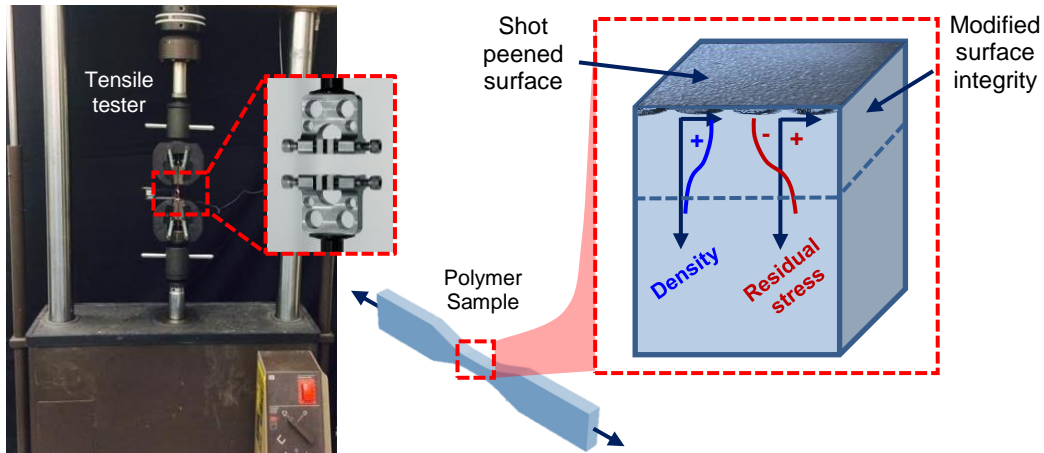 Tensile
tester
Shot
peened
surface
Modified
surface
integrity
+
-
+
Density
Residual
stress
Polymer
Sample